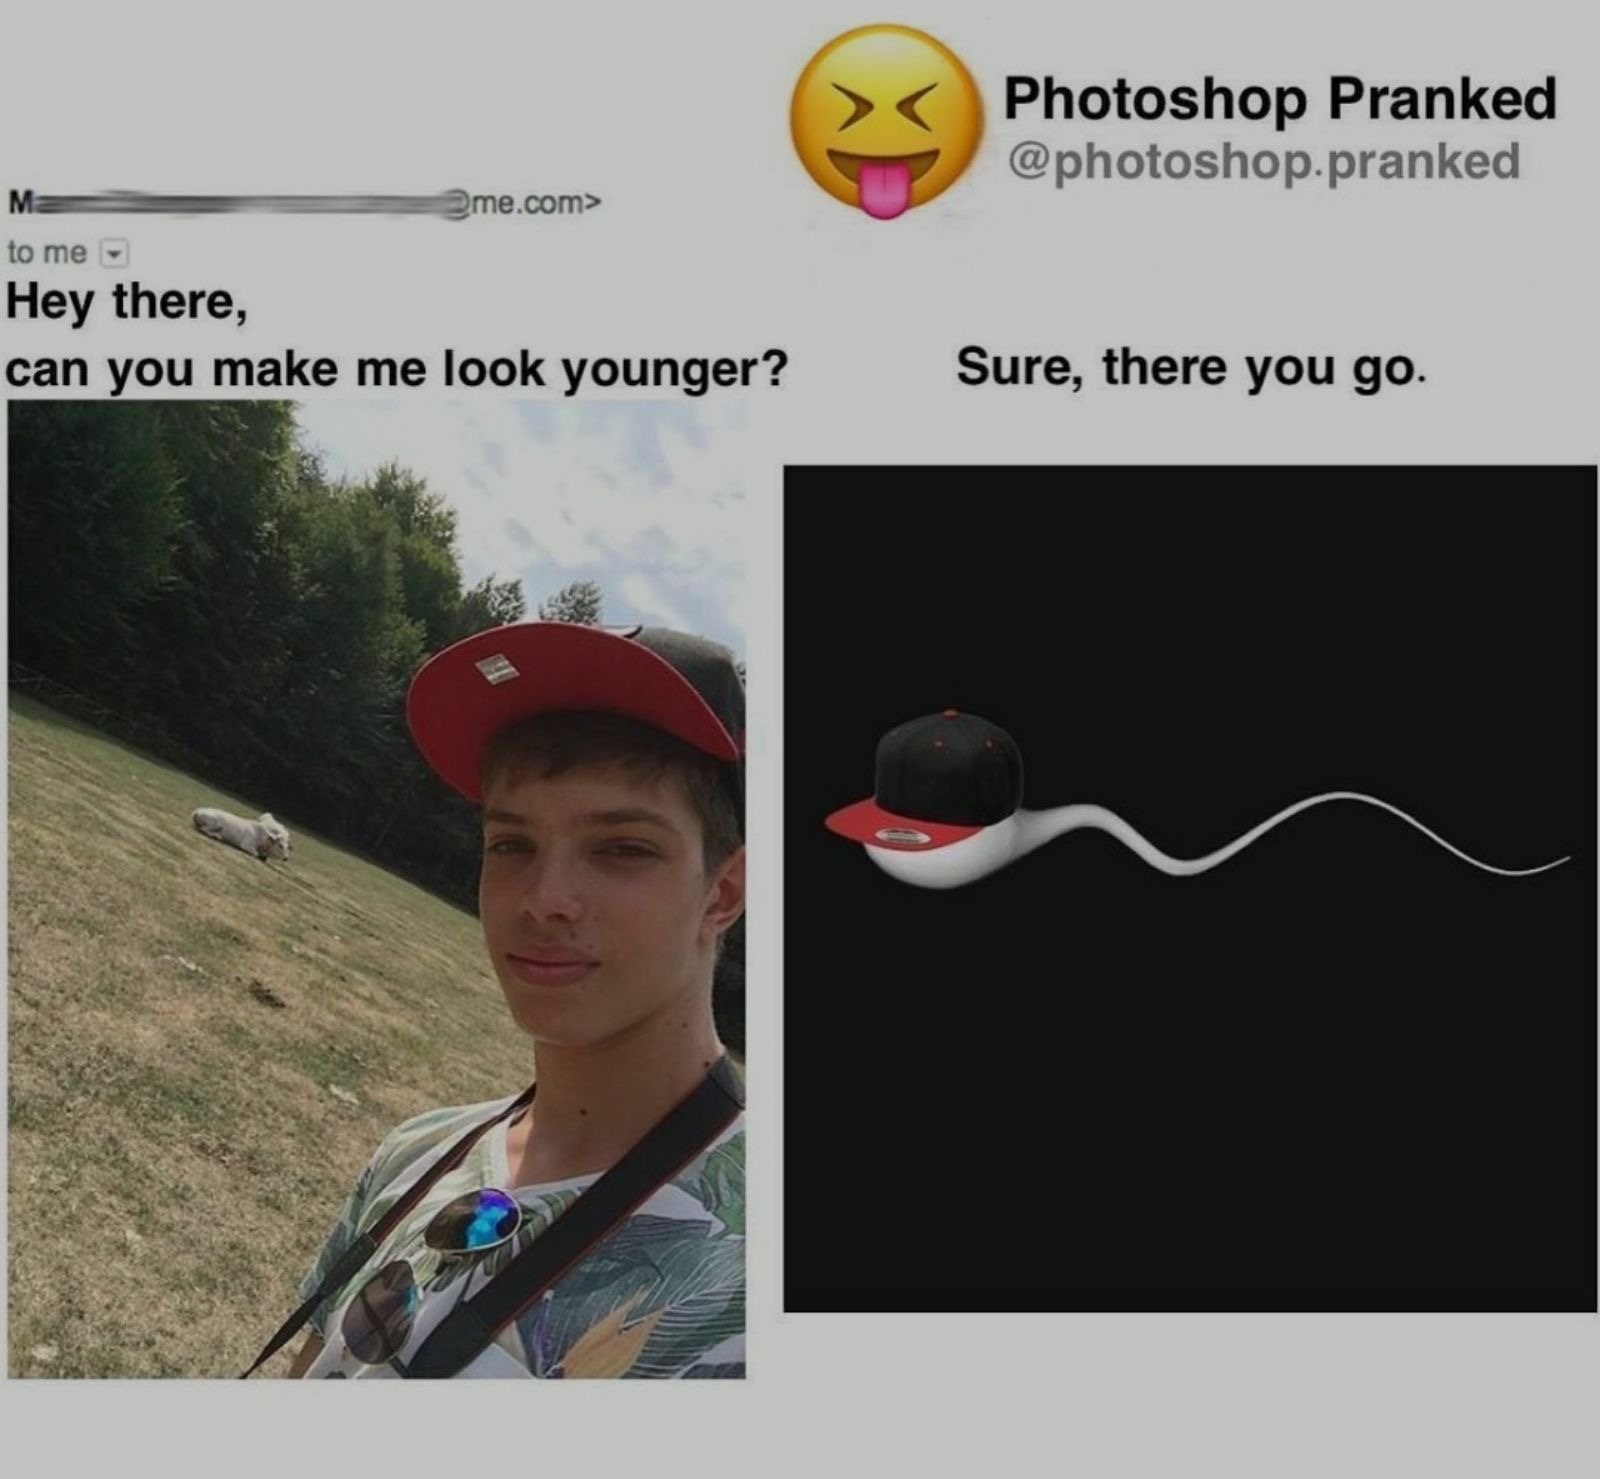 Photoshop Pranked
@photoshop.pranked
@me.com>
to me
Hey there,
can you make me look younger?
Sure, there you go.